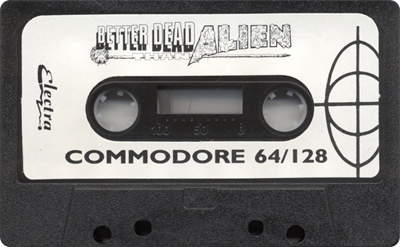 BETTER DEAD
THAN ALIEN
Electra
100 50 0
COMMODORE 64/128